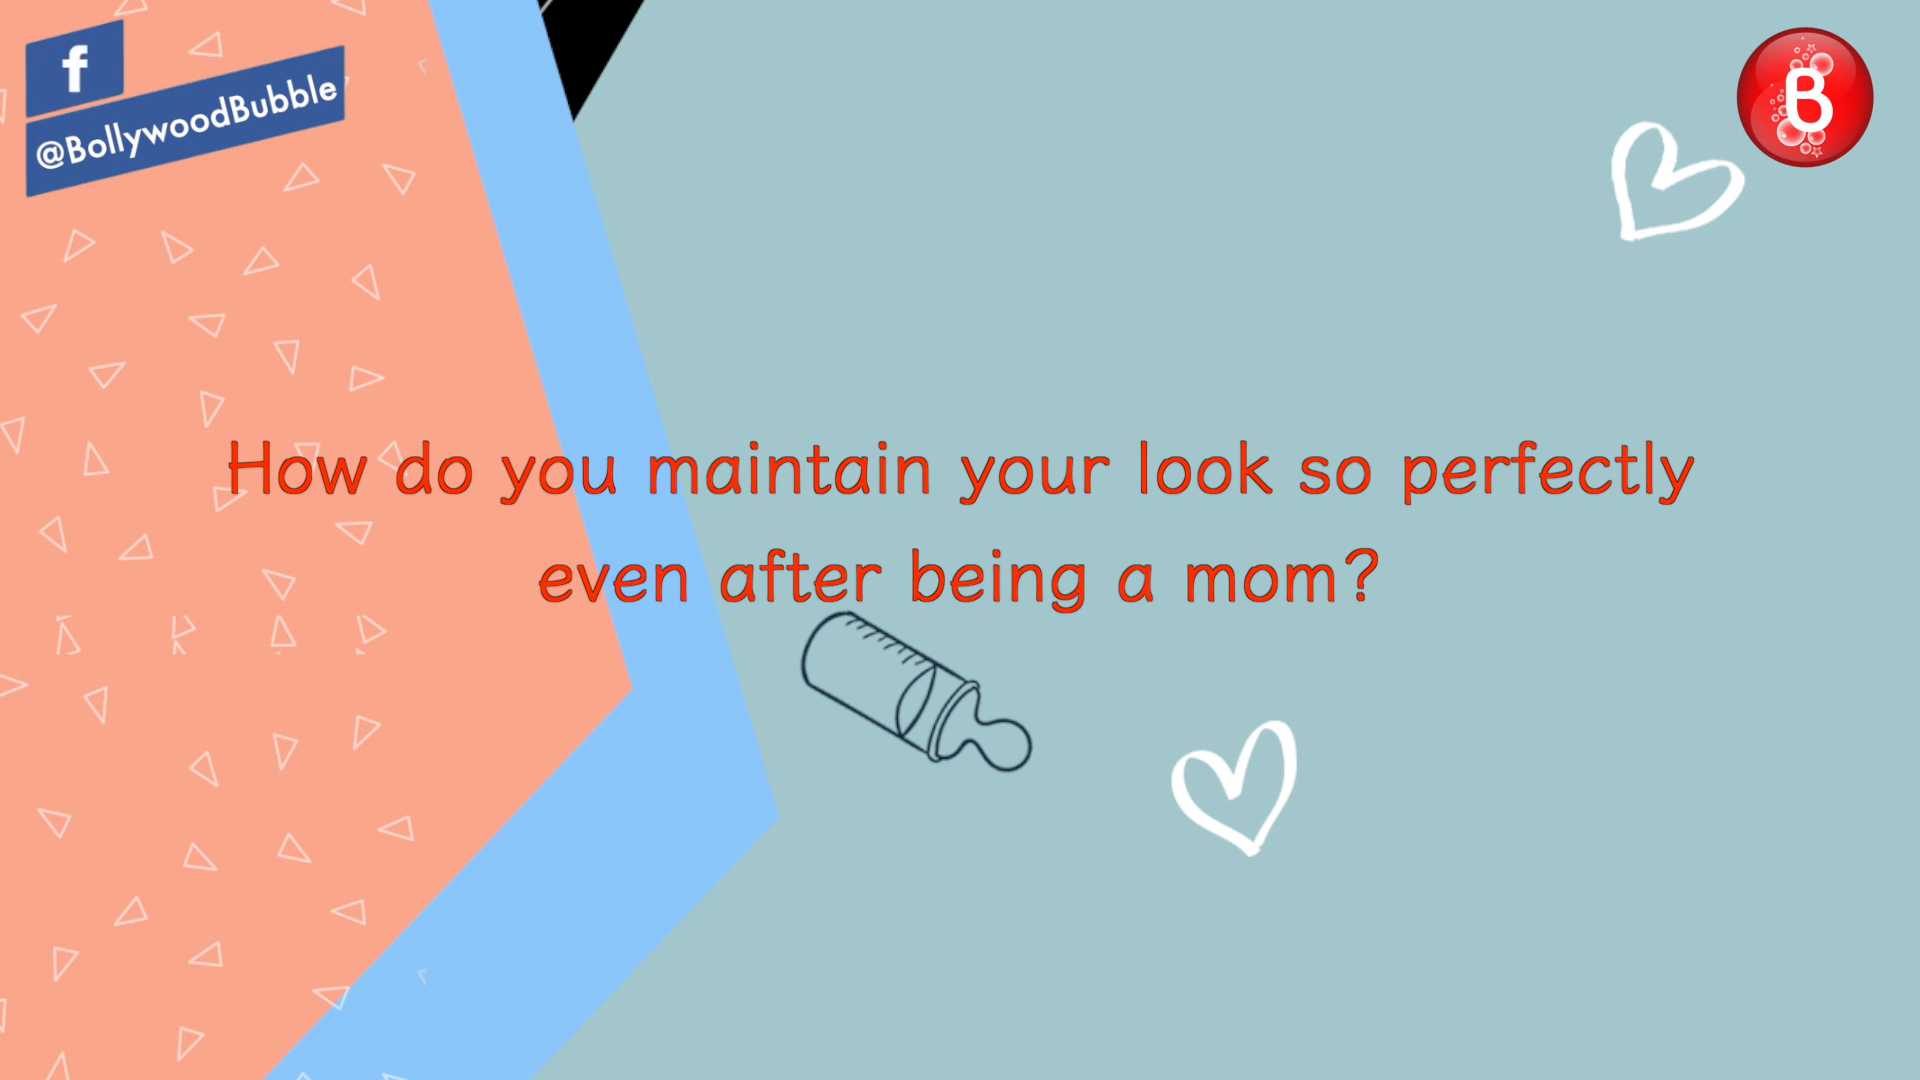 f
@BollywoodBubble
B
How do you maintain your look so perfectly
even after being a mom?